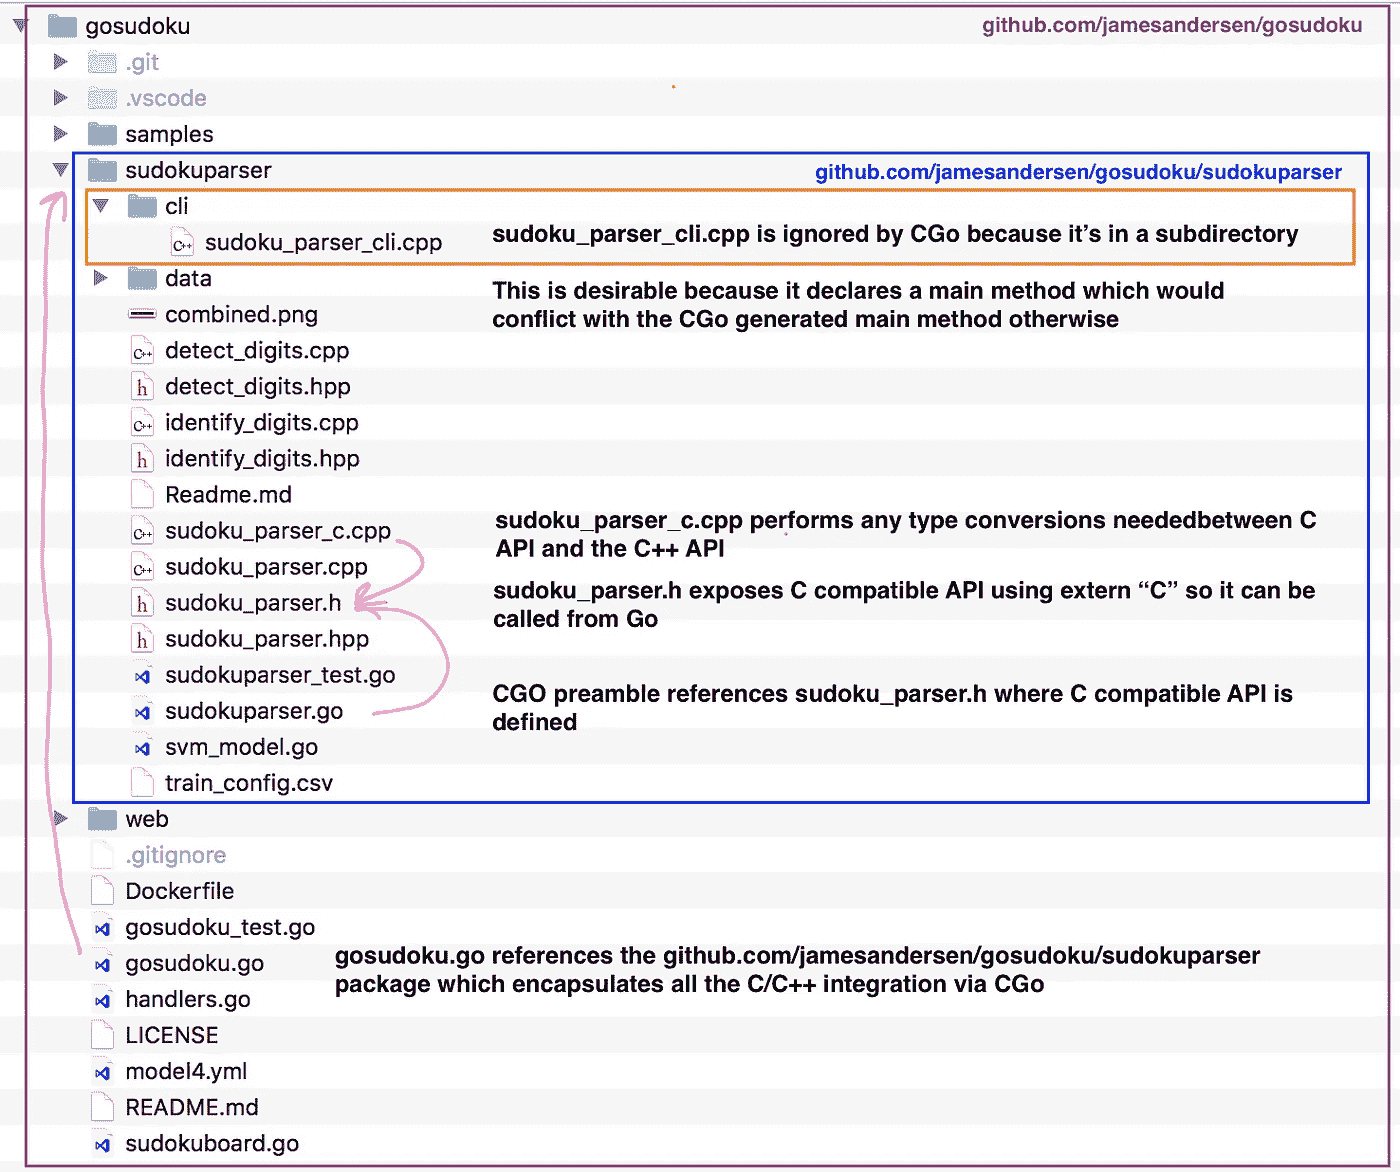 gosudoku
github.com/jamesandersen/gosudoku
.git
.vscode
samples
sudokuparser
github.com/jamesandersen/gosudoku/sudokuparser
cli
C++
sudoku_parser_cli.cpp
sudoku_parser_cli.cpp is ignored by CGo because it’s in a subdirectory
data
This is desirable because it declares a main method which would
conflict with the CGo generated main method otherwise
combined.png
C++
detect_digits.cpp
h
detect_digits.hpp
C++
identify_digits.cpp
h
identify_digits.hpp
Readme.md
C++
sudoku_parser_c.cpp
sudoku_parser_c.cpp performs any type conversions neededbetween C
API and the C++ API
C++
sudoku_parser.cpp
h
sudoku_parser.h
sudoku_parser.h exposes C compatible API using extern “C” so it can be
called from Go
h
sudoku_parser.hpp
sudokuparser_test.go
sudokuparser.go
CGO preamble references sudoku_parser.h where C compatible API is
defined
svm_model.go
train_config.csv
web
.gitignore
Dockerfile
gosudoku_test.go
gosudoku.go
gosudoku.go references the github.com/jamesandersen/gosudoku/sudokuparser
package which encapsulates all the C/C++ integration via CGo
handlers.go
LICENSE
model4.yml
README.md
sudokuboard.go